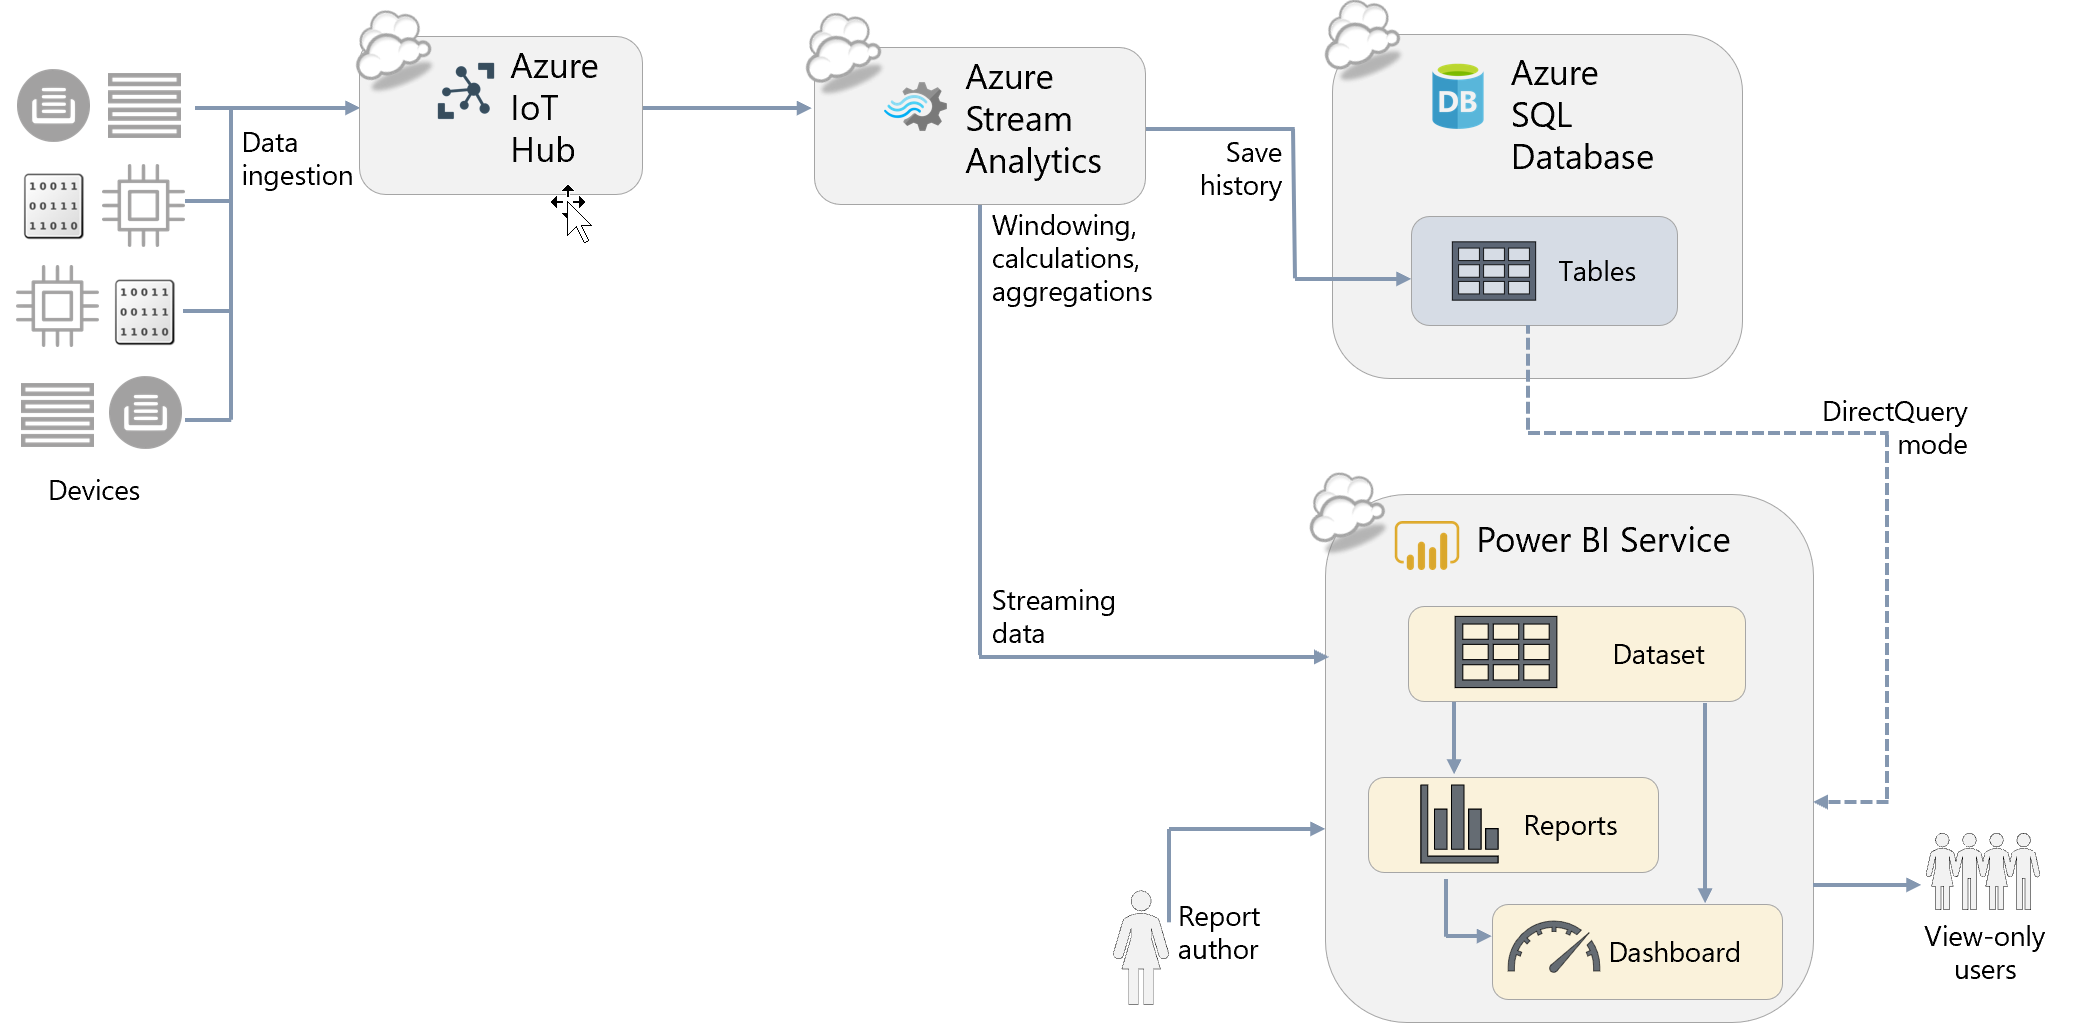 Azure
IoT
Hub
Data
ingestion
10011
00111
11010
10011
00111
11010
Devices
Azure
Stream
Analytics
Windowing,
calculations,
aggregations
Save
history
DB
Azure
SQL
Database
Tables
DirectQuery
mode
Streaming
data
Power BI Service
Dataset
Reports
Dashboard
Report
author
View-only
users